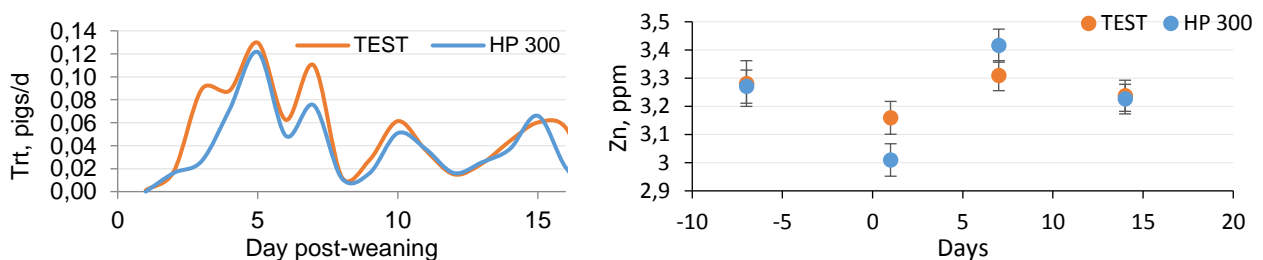 Trt, pigs/d
0,14
0,12
0,10
0,08
0,06
0,04
0,02
0,00
TEST HP 300
0 5 10 15
Day post-weaning
Zn, ppm
3,5
3,4
3,3
3,2
3,1
3
2,9
TEST HP 300
-10 -5 0 5 10 15 20
Days